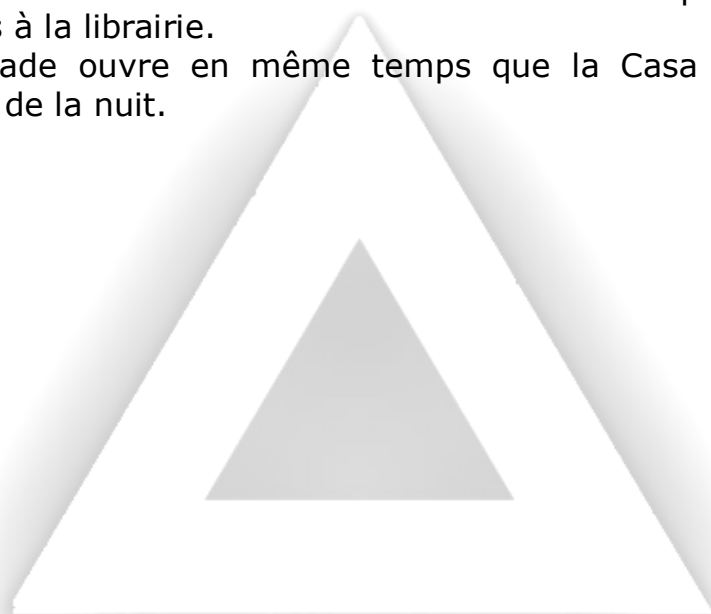 s à la librairie.
ade ouvre en même temps que la Casa
de la nuit.